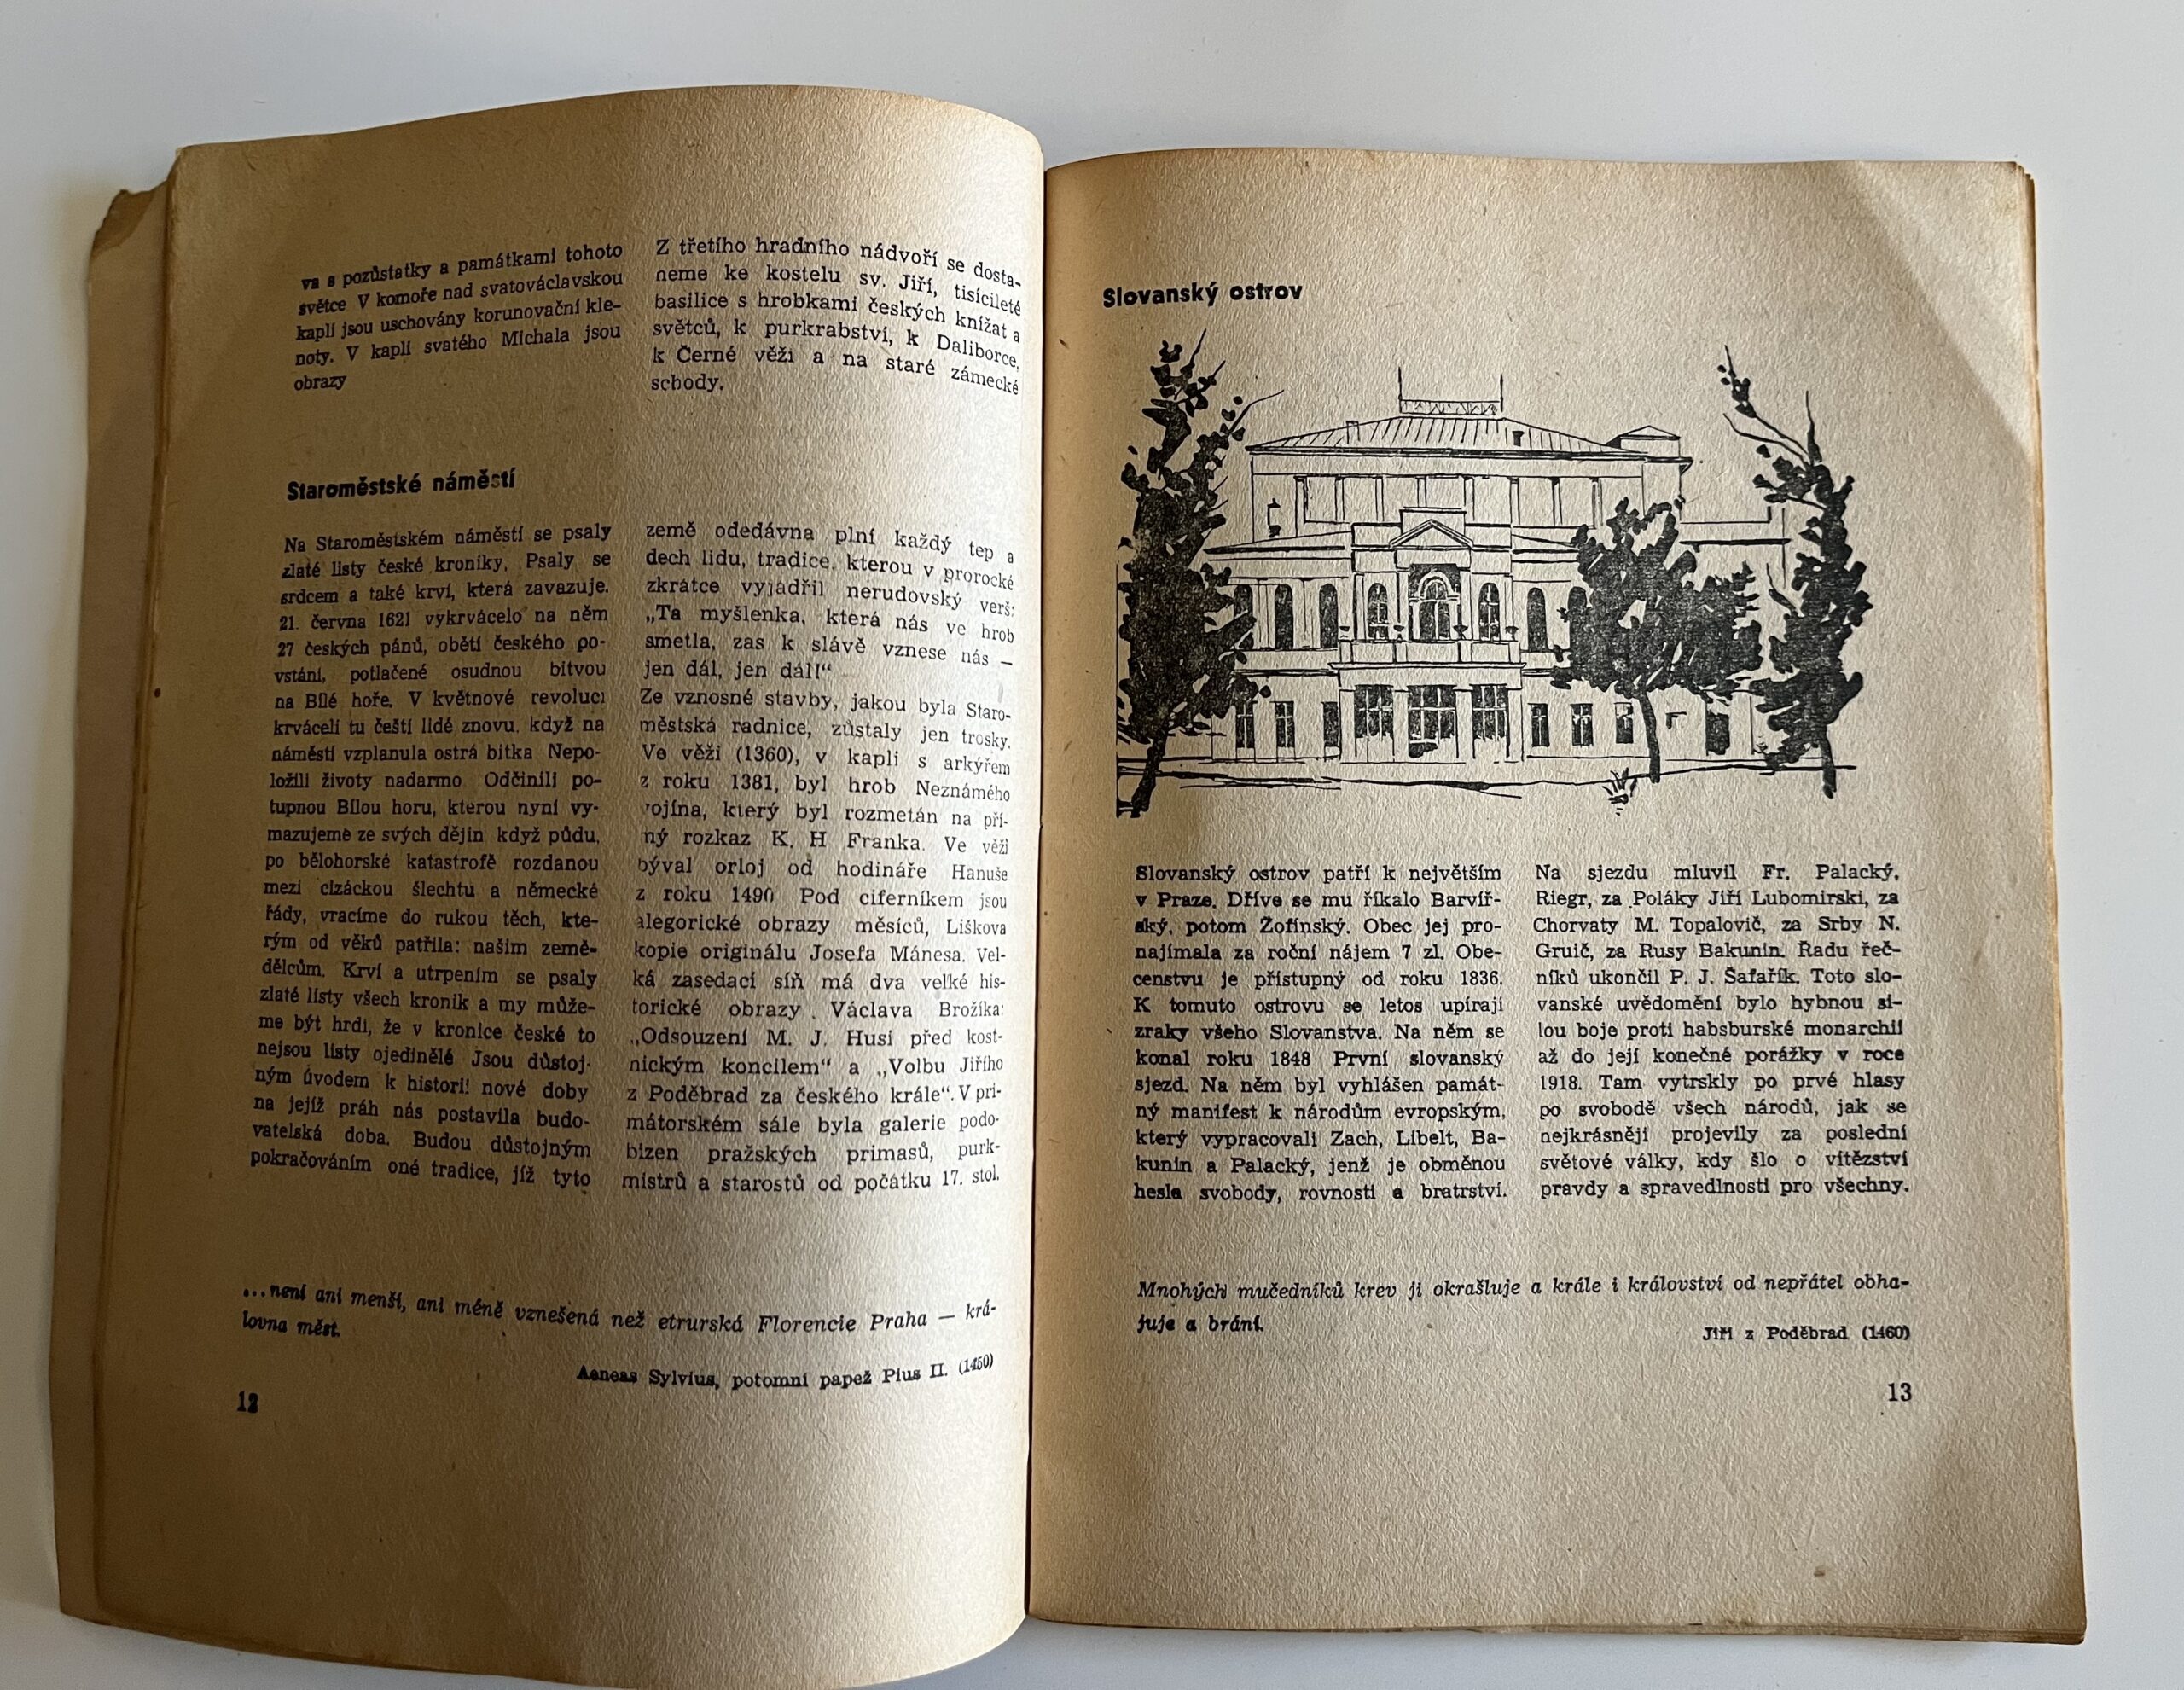 va s pozůstatky a památkami tohoto
světce V komoře nad svatováclavskou
kaplí jsou uschovány korunovační kle-
noty. V kapli svatého Michala jsou
obrazy
Z třetího hradního nádvoří se dosta-
neme ke kostelu sv. Jiří, tisícileté
basilice s hrobkami českých knížat a
světců, k purkrabství, k Daliborce,
k Černé věži a na staré zámecké
schody.
Staroměstské náměstí
Na Staroměstském náměstí se psaly
zlaté listy české kroniky. Psaly se
srdcem a také krví, která zavazuje.
21. června 1621 vykrvácelo na něm
27 českých pánů, obětí českého po-
vstání, potlačené osudnou bitvou
na Bílé hoře. V květnové revoluci
krváceli tu čeští lidé znovu, když na
náměstí vzplanula ostrá bitka Nepo-
ložili životy nadarmo Odčinili po-
tupnou Bílou horu, kterou nyní vy-
mazujeme ze svých dějin když půdu,
po bělohorské katastrofě rozdanou
mezi cizáckou šlechtu a německé
řády, vracíme do rukou těch, kte-
rým od věků patřila: našim země-
dělcům. Krví a utrpením se psaly
zlaté listy všech kronik a my může-
me být hrdi, že v kronice české to
nejsou listy ojedinělé Jsou důstoj-
ným úvodem k histori! nové doby
na jejíž práh nás postavila budo-
vatelská doba. Budou důstojným
pokračováním oné tradice, jíž tyto
země odedávna plní každý tep a
dech lidu, tradice, kterou v prorocké
zkrátce vyjádřil nerudovský verš:
„Ta myšlenka, která nás ve hrob
smetla, zas k slávě vznese nás —
jen dál, jen dál!“
Ze vznosné stavby, jakou byla Staro-
městská radnice, zůstaly jen trosky.
Ve věži (1360), v kapli s arkýřem
z roku 1381, byl hrob Neznámého
vojína, který byl rozmetán na pří-
ný rozkaz K. H Franka. Ve věži
býval orloj od hodináře Hanuše
z roku 1490 Pod ciferníkem jsou
alegorické obrazy měsíců, Liškova
kopie originálu Josefa Mánesa. Vel-
ká zasedací síň má dva velké his-
torické obrazy Václava Brožíka:
„Odsouzení M. J. Husi před kost-
nickým koncilem“ a „Volbu Jiřího
z Poděbrad za českého krále“. V pri-
mátorském sále byla galerie podo-
bizen pražských primasů, purk-
mistrů a starostů od počátku 17. stol.
...není ani menší, ani méně vznešená než etrurská Florencie Praha — krá-
lovna měst.
Aeneas Sylvius, potomní papež Pius II. (1450)
12
Slovanský ostrov
Slovanský ostrov patří k největším
v Praze. Dříve se mu říkalo Barvíř-
ský, potom Žofínský. Obec jej pro-
najímala za roční nájem 7 zl. Obe-
censtvu je přístupný od roku 1836.
K tomuto ostrovu se letos upírají
zraky všeho Slovanstva. Na něm se
konal roku 1848 První slovanský
sjezd. Na něm byl vyhlášen památ-
ný manifest k národům evropským,
který vypracovali Zach, Libelt, Ba-
kunin a Palacký, jenž je obměnou
hesla svobody, rovnosti a bratrství.
Na sjezdu mluvil Fr. Palacký,
Riegr, za Poláky Jiří Lubomirski, za
Chorvaty M. Topalovič, za Srby N.
Gruič, za Rusy Bakunin. Řadu řeč-
níků ukončil P. J. Šafařík. Toto slo-
vanské uvědomění bylo hybnou si-
lou boje proti habsburské monarchii
až do její konečné porážky v roce
1918. Tam vytrskly po prvé hlasy
po svobodě všech národů, jak se
nejkrásněji projevily za poslední
světové války, kdy šlo o vítězství
pravdy a spravedlnosti pro všechny.
Mnohých mučedníků krev ji okrašluje a krále i království od nepřátel obha-
juje a brání.
Jiří z Poděbrad (1460)
13